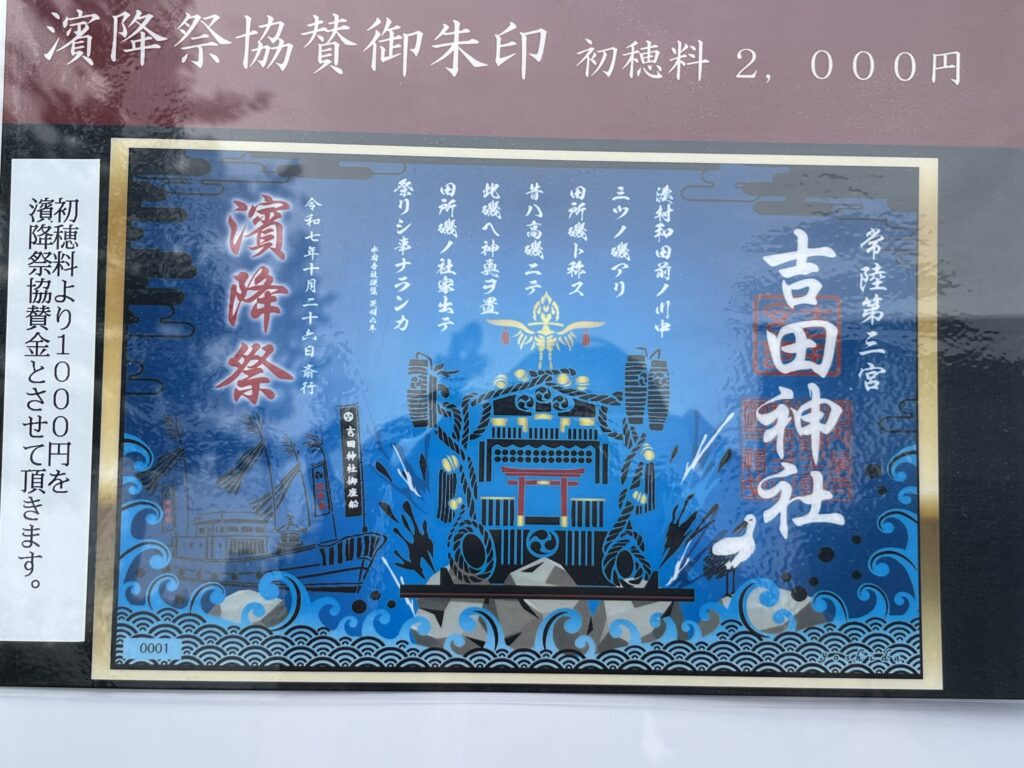 濱降祭協賛御朱印 初穂料 2,000円
初穂料より1000円を
濱降祭協賛金とさせて頂きます。
常陸第三宮
吉田神社
湊村和田前ノ川中
三ツノ磯アリ
田所磯ト称ス
昔ハ高磯ニテ
此磯ヘ神輿ヲ置
田所磯ノ社家出テ
祭リシ事ナランカ
令和七年十月二十六日斎行
濱降祭
吉田神社御座船
0001